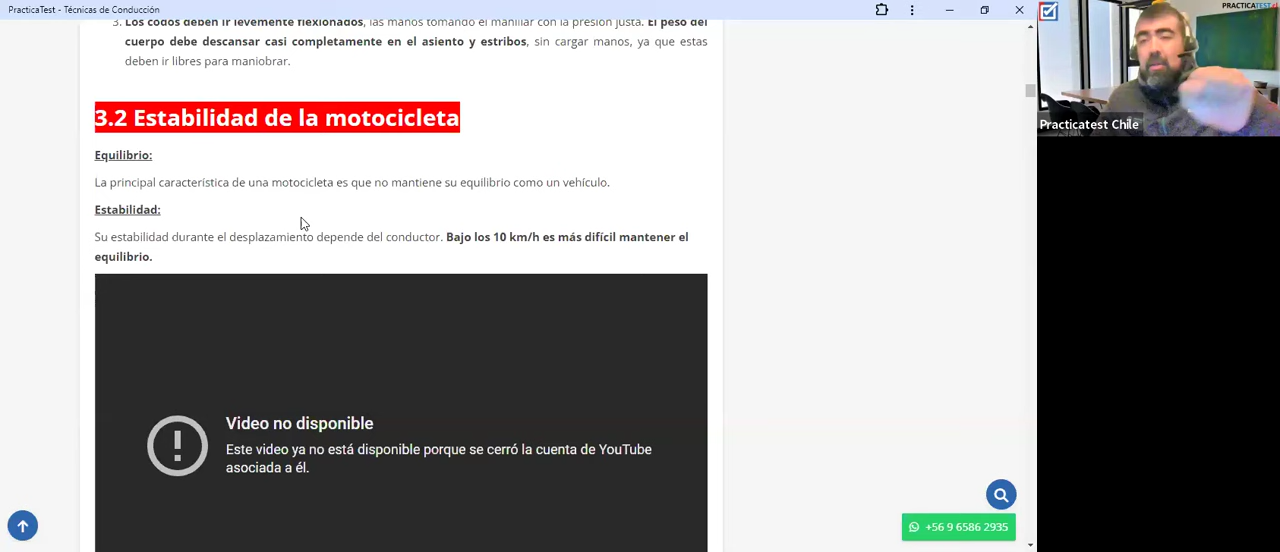 PracticaTest - Técnicas de Conducción
3. Los codos deben ir levemente flexionados, las manos tomando el manillar con la presión justa. El peso del
cuerpo debe descansar casi completamente en el asiento y estribos, sin cargar manos, ya que estas
deben ir libres para maniobrar.
3.2 Estabilidad de la motocicleta
Equilibrio:
La principal característica de una motocicleta es que no mantiene su equilibrio como un vehículo.
Estabilidad:
Su estabilidad durante el desplazamiento depende del conductor. Bajo los 10 km/h es más difícil mantener el
equilibrio.
Video no disponible
Este video ya no está disponible porque se cerró la cuenta de YouTube
asociada a él.
+56 9 6586 2935
PRACTICATEST.cl
Practicatest Chile